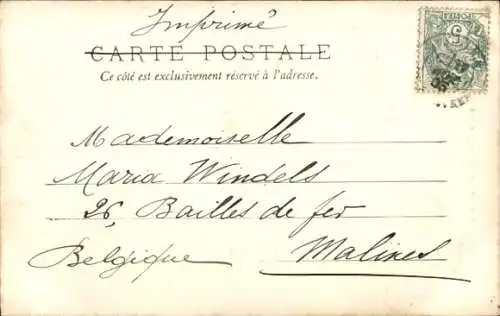 Imprimé
CARTE POSTALE
Ce côté est exclusivement réservé à l'adresse.
Mademoiselle
Maria Windels
26, Bailles de fer
Malines
Belgique